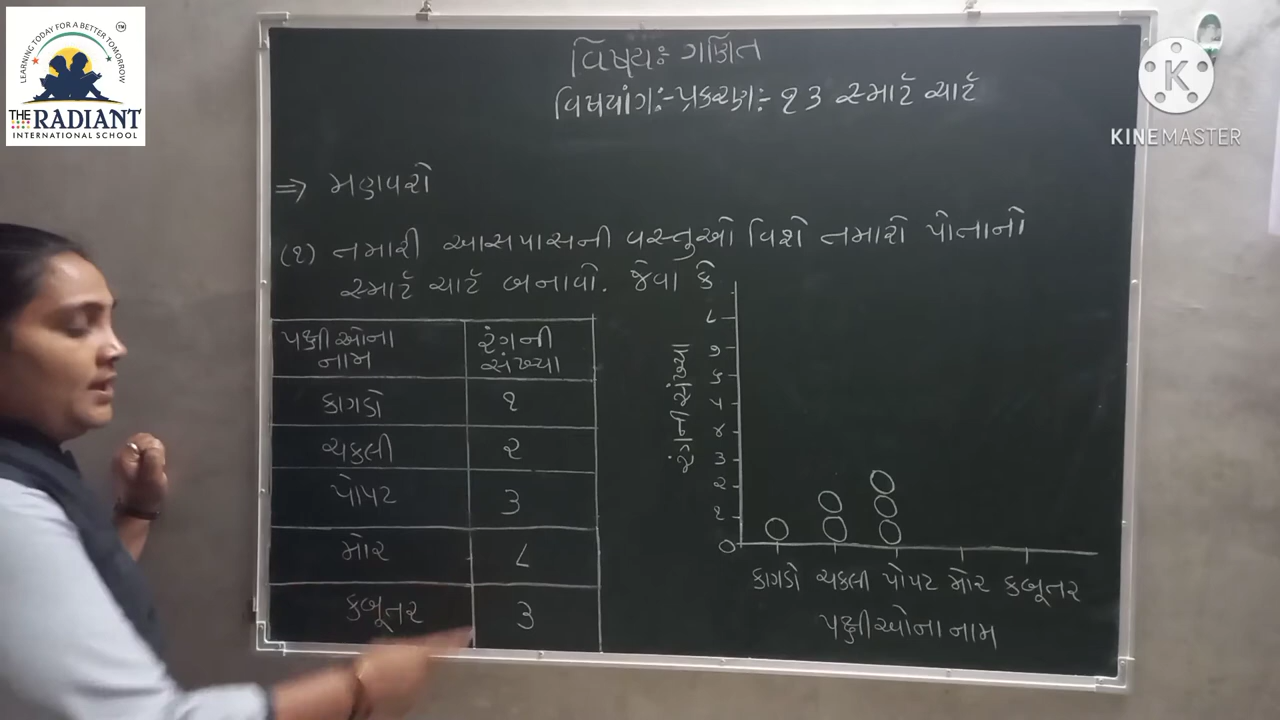 LEARNING TODAY FOR A BETTER TOMORROW
TM
THE RADIANT
INTERNATIONAL SCHOOL
K
KINEMASTER
વિષયઃ ગણિત
વિષયાંગઃ-પ્રકરણઃ- ૧૩ સ્માર્ટ ચાર્ટ
⇒ મહાવરો
(૧) તમારી આસપાસની વસ્તુઓ વિશે તમારો પોતાનો
સ્માર્ટ ચાર્ટ બનાવો. જેવા કે
પક્ષીઓના નામ
રંગની સંખ્યા
કાગડો ૧
ચકલી ૨
પોપટ ૩
મોર ૮
કબૂતર ૩
રંગની સંખ્યા
૮
૭
૬
૫
૪
૩
૨
૧
૦
કાગડો ચકલી પોપટ મોર કબૂતર
પક્ષીઓના નામ